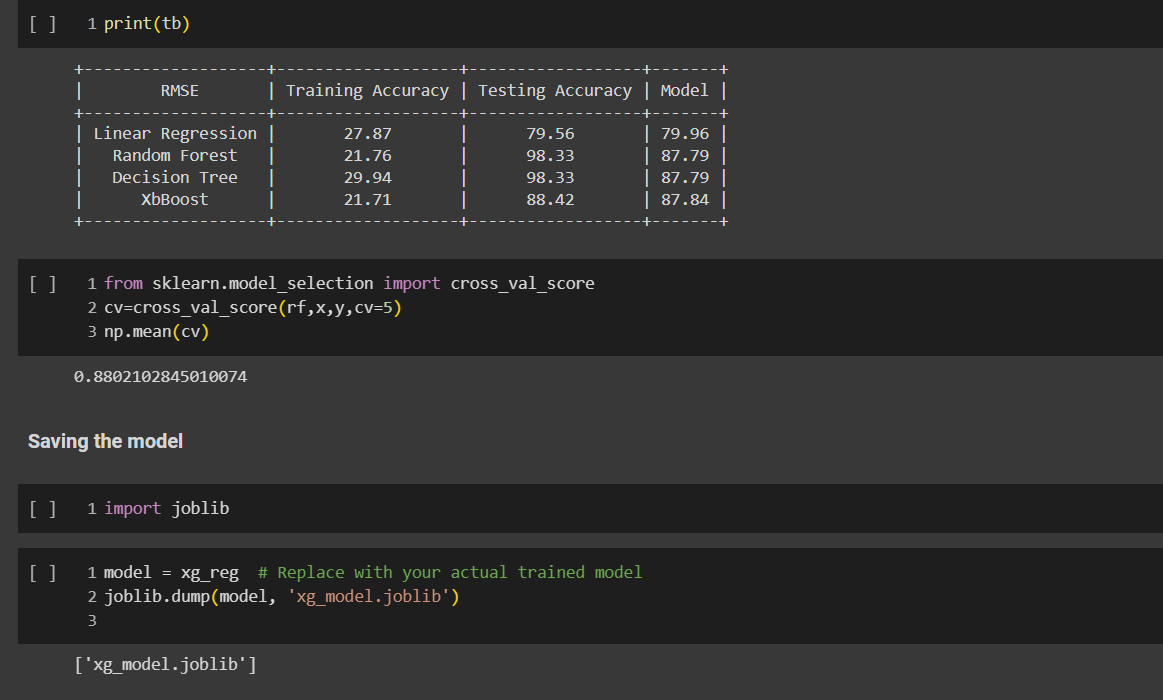 [ ] 1 print(tb)
+-------------------+-------------------+------------------+-------+
| RMSE | Training Accuracy | Testing Accuracy | Model |
+-------------------+-------------------+------------------+-------+
| Linear Regression | 27.87 | 79.56 | 79.96 |
| Random Forest | 21.76 | 98.33 | 87.79 |
| Decision Tree | 29.94 | 98.33 | 87.79 |
| XbBoost | 21.71 | 88.42 | 87.84 |
+-------------------+-------------------+------------------+-------+
[ ] 1 from sklearn.model_selection import cross_val_score
2 cv=cross_val_score(rf,x,y,cv=5)
3 np.mean(cv)
0.8802102845010074
Saving the model
[ ] 1 import joblib
[ ] 1 model = xg_reg  # Replace with your actual trained model
2 joblib.dump(model, 'xg_model.joblib')
3
['xg_model.joblib']